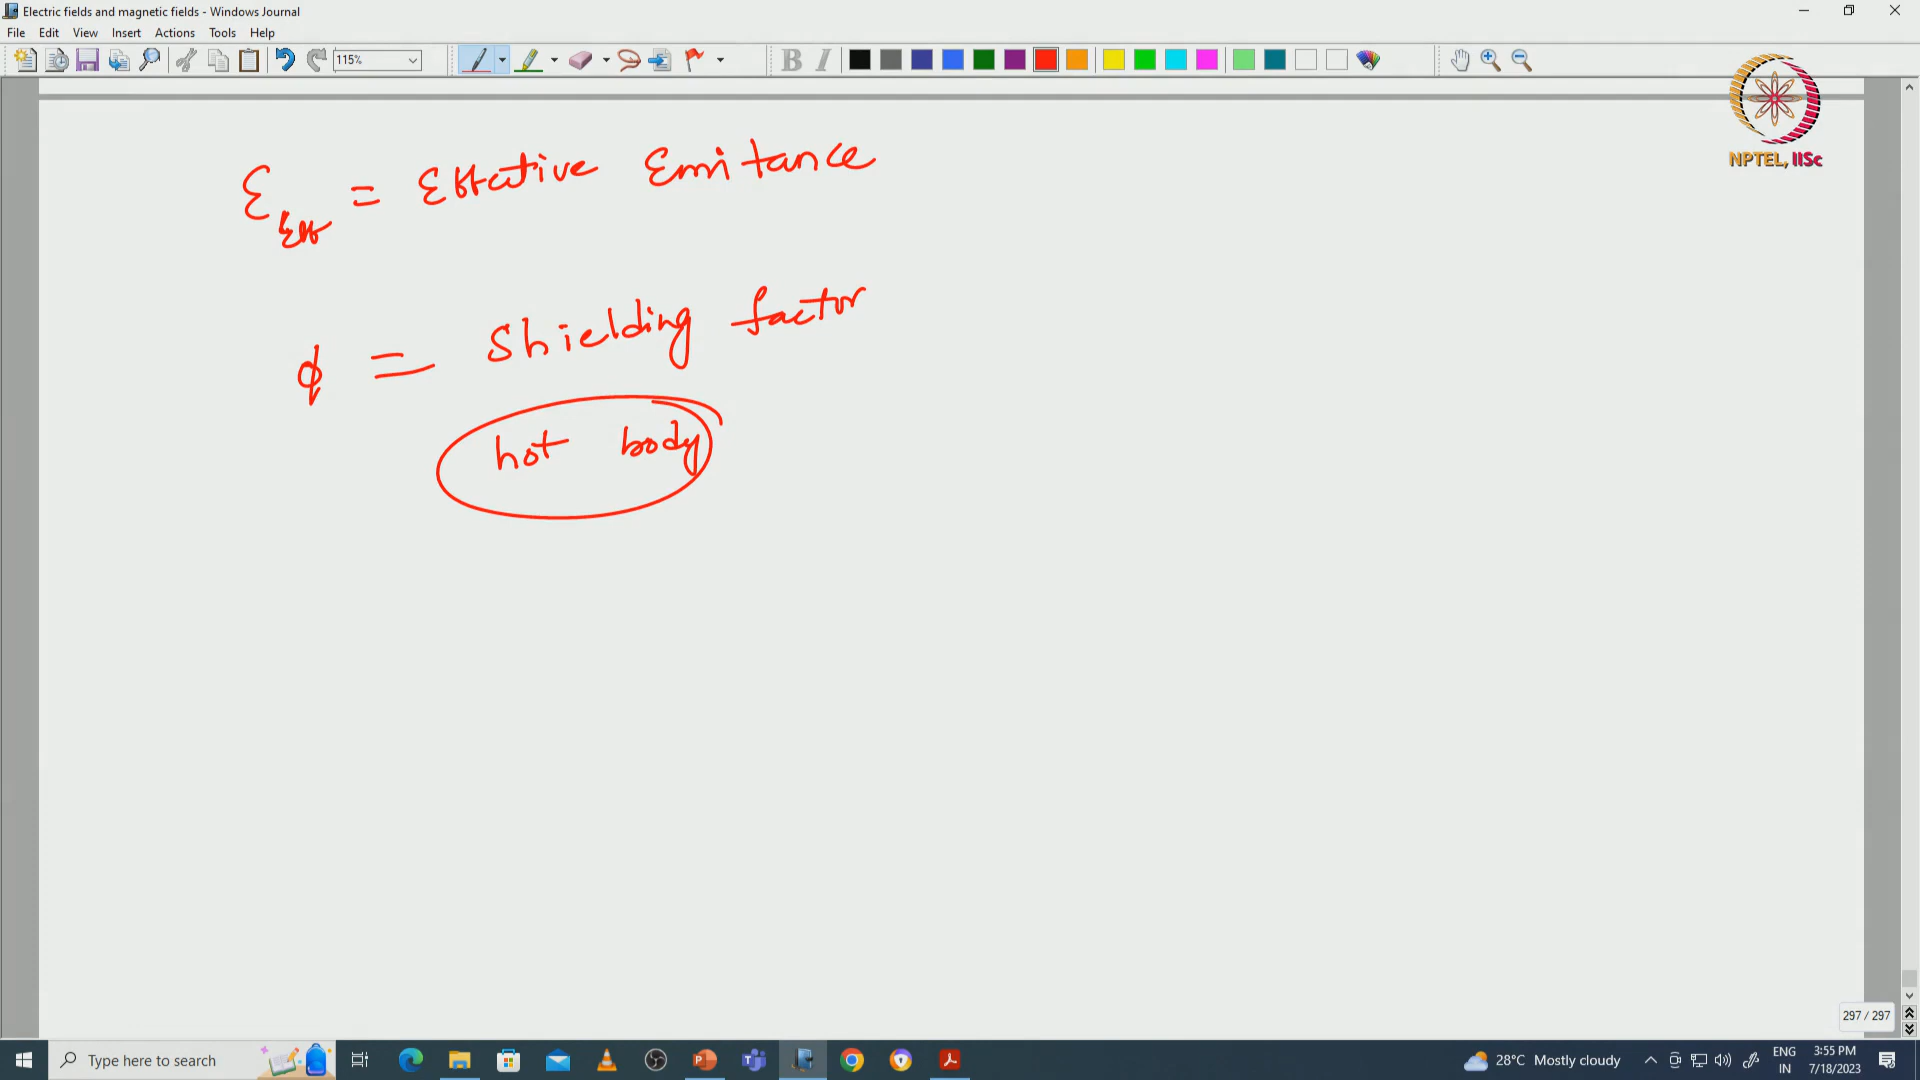 Electric fields and magnetic fields - Windows Journal
File Edit View Insert Actions Tools Help
115%
B I
NPTEL, IISc
ε_Eff = Effective Emitance
φ = Shielding factor
hot body
297 / 297
Type here to search
28°C Mostly cloudy
ENG
IN
3:55 PM
7/18/2023